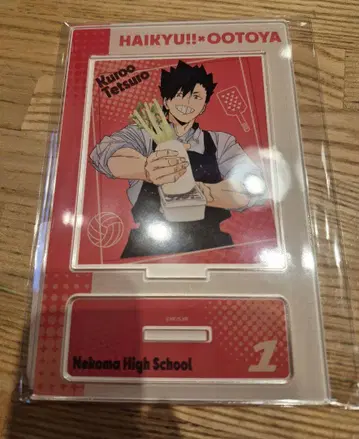 HAIKYU!!×OOTOYA
Kuroo
Tetsuro
Nekoma High School
1